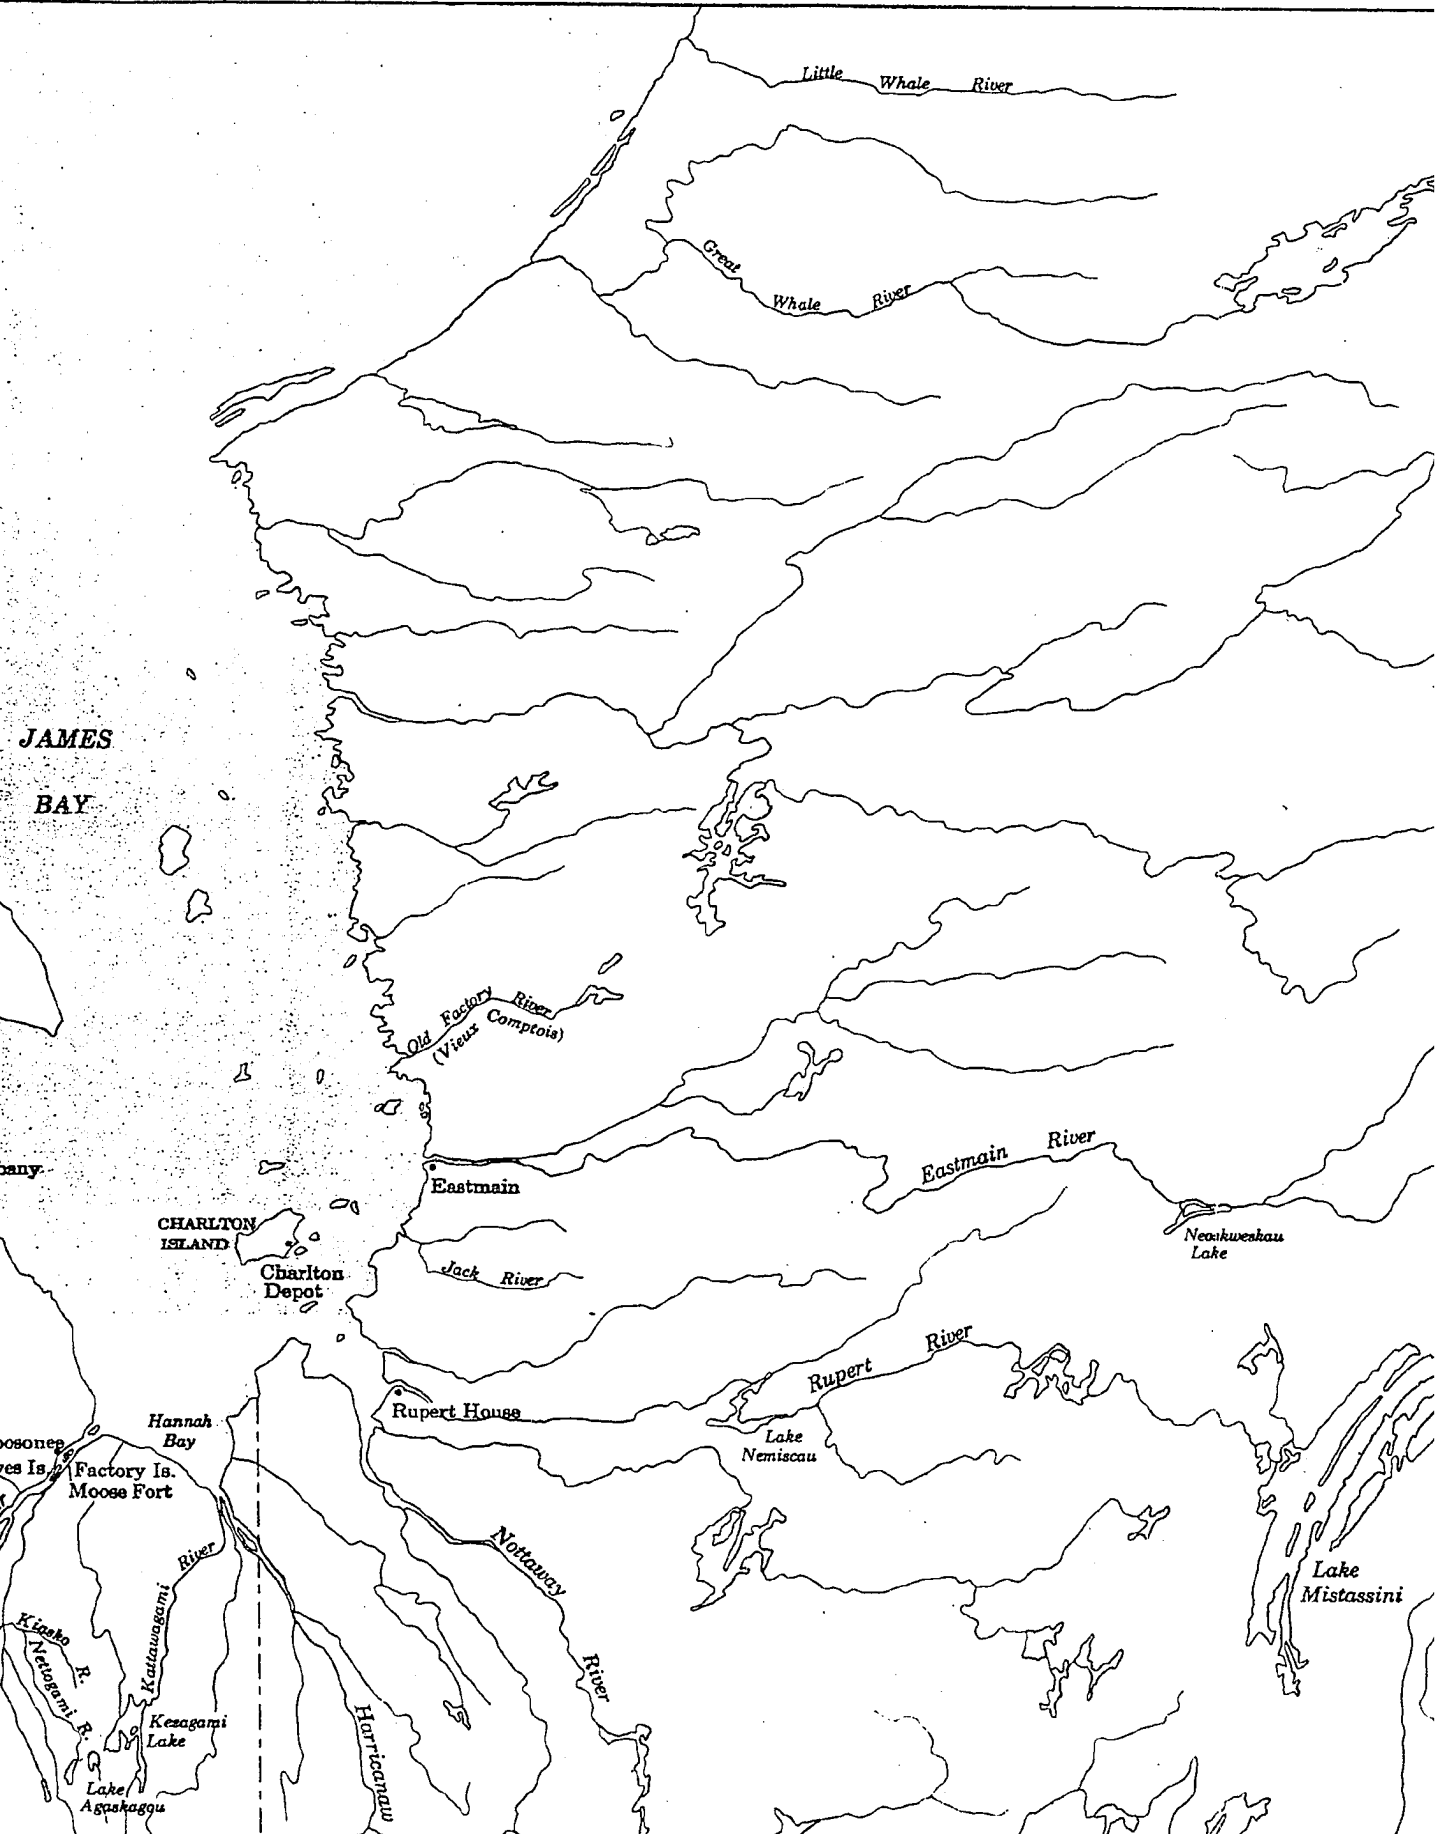 Little Whale River
Great Whale River
JAMES
BAY
Old Factory River
(Vieux Comptois)
Eastmain River
Eastmain
CHARLTON
ISLAND
Charlton
Depot
Jack River
Neoskweskau
Lake
Rupert River
Rupert House
Lake
Nemiscau
Hannah
Bay
Factory Is.
Moose Fort
Nottaway River
Lake
Mistassini
Kattawagami River
Kiasko R.
Nettogami R.
Kesagami
Lake
Harricanaw
Lake
Agaskagou